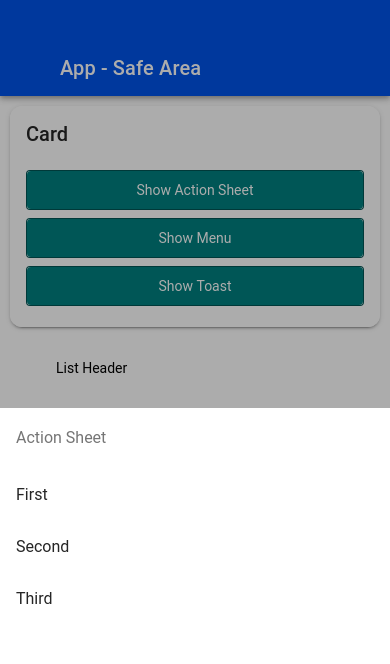 App - Safe Area
Card
Show Action Sheet
Show Menu
Show Toast
List Header
Action Sheet
First
Second
Third